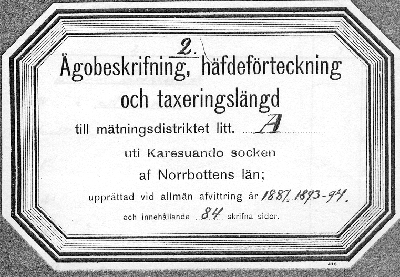 2.
Ägobeskrifning, häfdeförteckning
och taxeringslängd
till mätningsdistriktet litt. A
uti Karesuando socken
af Norrbottens län;
upprättad vid allmän afvittring år 1887, 1893-94.
och innehållande 84 skrifna sidor.